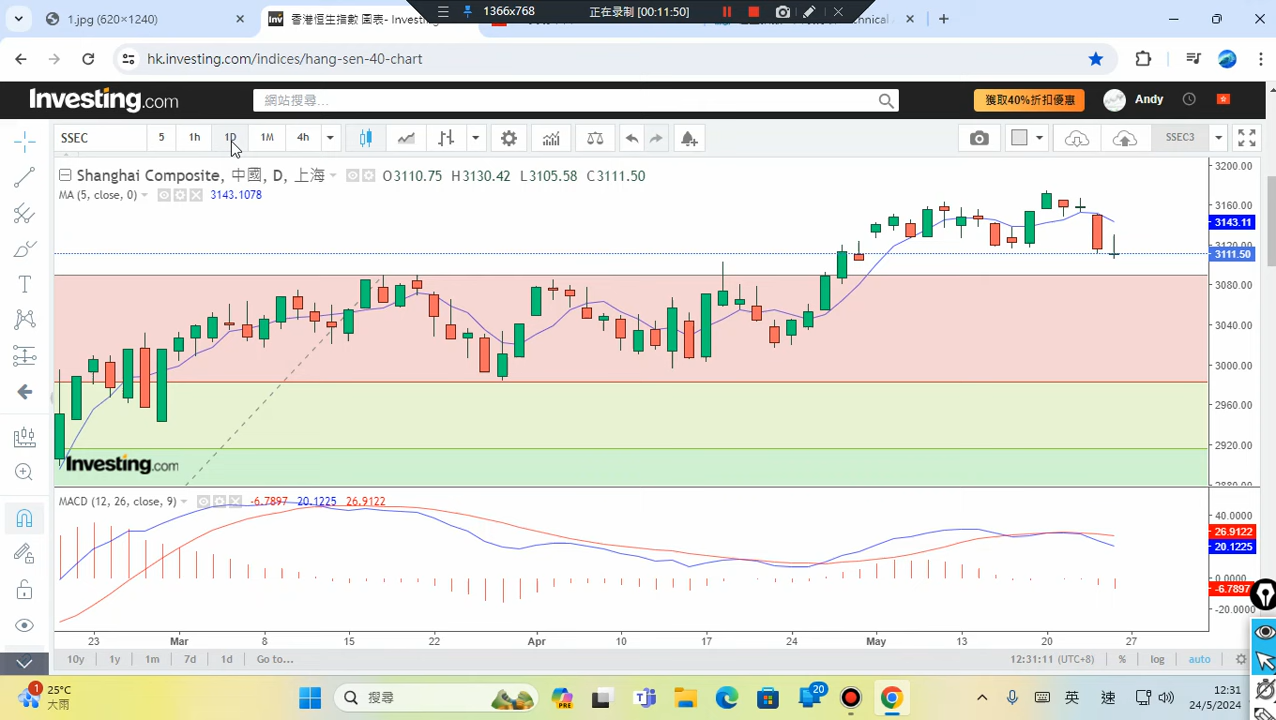 1.jpg (620×1240)
香港恒生指數 圖表- Investing
1366x768
正在录制 [00:11:50]
hk.investing.com/indices/hang-sen-40-chart
Investing.com
網站搜尋...
獲取40%折扣優惠
Andy
SSEC
5
1h
1D
1M
4h
SSEC3
Shanghai Composite, 中國, D, 上海
O3110.75 H3130.42 L3105.58 C3111.50
MA (5, close, 0)
3143.1078
3200.00
3160.00
3143.11
3120.00
3111.50
3080.00
3040.00
3000.00
2960.00
2920.00
2880.00
Investing.com
MACD (12, 26, close, 9)
-6.7897 20.1225 26.9122
40.0000
26.9122
20.1225
0.0000
-6.7897
-20.0000
23 Mar 8 15 22 Apr 10 17 24 May 13 20 27
10y 1y 1m 7d 1d Go to...
12:31:11 (UTC+8)
%
log
auto
1
25°C
大雨
搜尋
PRE
20
英
速
12:31
24/5/2024